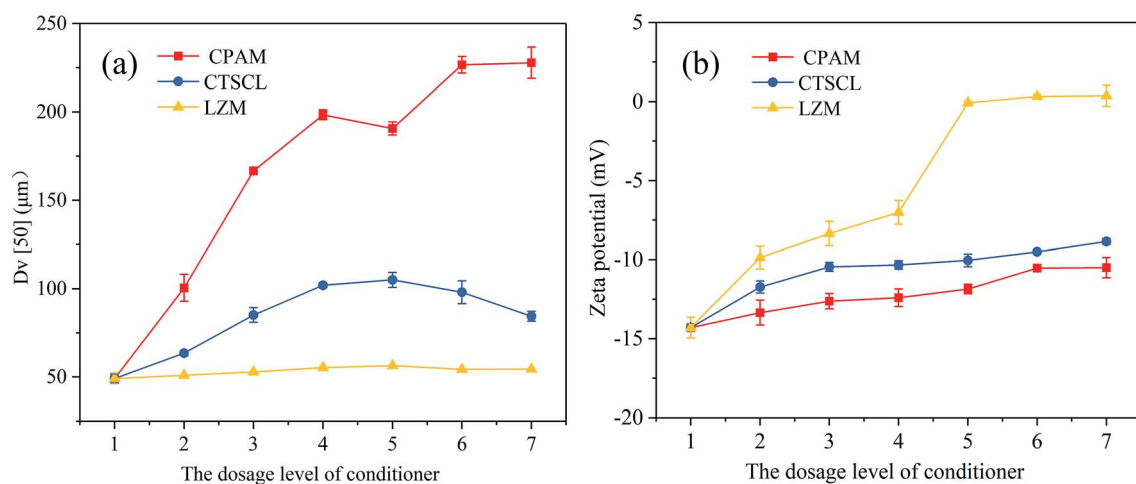 (a)
CPAM
CTSCL
LZM
250
200
150
100
50
Dv [50] (μm)
1 2 3 4 5 6 7
The dosage level of conditioner
(b)
CPAM
CTSCL
LZM
5
0
-5
-10
-15
-20
Zeta potential (mV)
1 2 3 4 5 6 7
The dosage level of conditioner